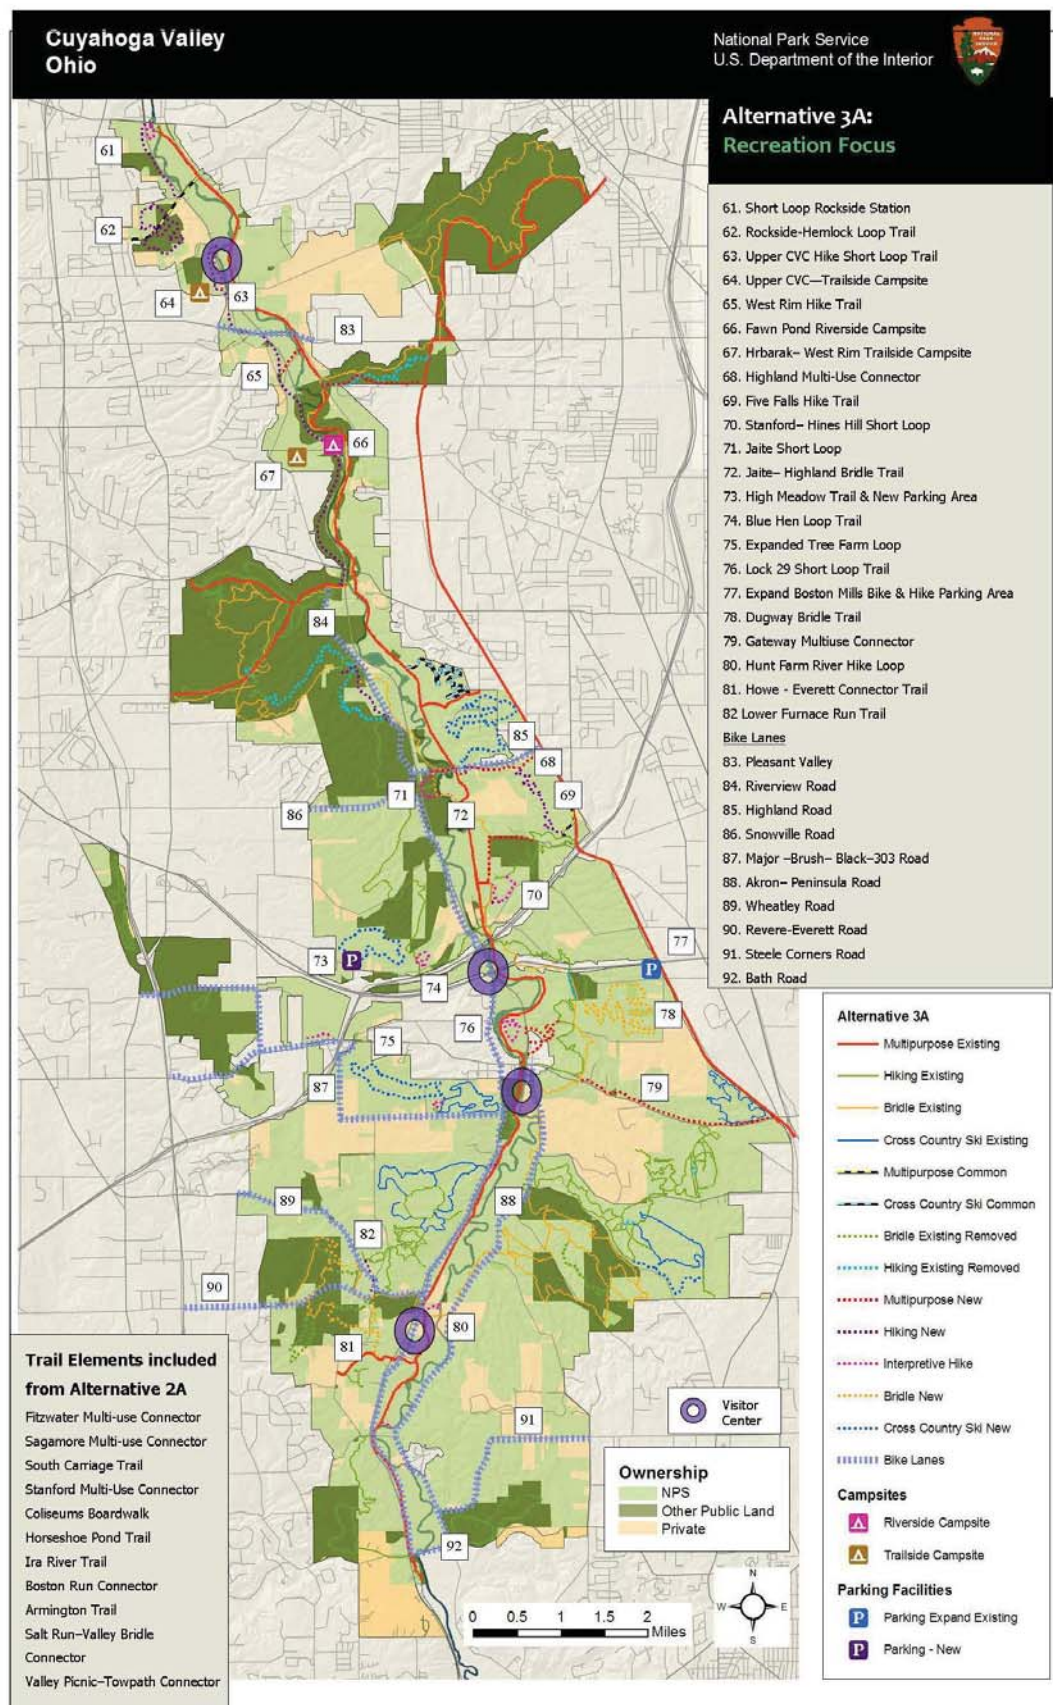 Cuyahoga Valley
Ohio
National Park Service
U.S. Department of the Interior
Alternative 3A:
Recreation Focus
61. Short Loop Rockside Station
62. Rockside-Hemlock Loop Trail
63. Upper CVC Hike Short Loop Trail
64. Upper CVC—Trailside Campsite
65. West Rim Hike Trail
66. Fawn Pond Riverside Campsite
67. Hrbarak– West Rim Trailside Campsite
68. Highland Multi-Use Connector
69. Five Falls Hike Trail
70. Stanford– Hines Hill Short Loop
71. Jaite Short Loop
72. Jaite– Highland Bridle Trail
73. High Meadow Trail & New Parking Area
74. Blue Hen Loop Trail
75. Expanded Tree Farm Loop
76. Lock 29 Short Loop Trail
77. Expand Boston Mills Bike & Hike Parking Area
78. Dugway Bridle Trail
79. Gateway Multiuse Connector
80. Hunt Farm River Hike Loop
81. Howe - Everett Connector Trail
82 Lower Furnace Run Trail
Bike Lanes
83. Pleasant Valley
84. Riverview Road
85. Highland Road
86. Snowville Road
87. Major –Brush– Black–303 Road
88. Akron– Peninsula Road
89. Wheatley Road
90. Revere-Everett Road
91. Steele Corners Road
92. Bath Road
61
62
64
63
83
65
66
67
84
85
68
71
86
72
69
70
73
P
74
77
P
76
75
78
87
79
89
88
82
90
80
81
91
92
Alternative 3A
Multipurpose Existing
Hiking Existing
Bridle Existing
Cross Country Ski Existing
Multipurpose Common
Cross Country Ski Common
Bridle Existing Removed
Hiking Existing Removed
Multipurpose New
Hiking New
Interpretive Hike
Bridle New
Cross Country Ski New
Bike Lanes
Campsites
Riverside Campsite
Trailside Campsite
Parking Facilities
P Parking Expand Existing
P Parking - New
Trail Elements included
from Alternative 2A
Fitzwater Multi-use Connector
Sagamore Multi-use Connector
South Carriage Trail
Stanford Multi-Use Connector
Coliseums Boardwalk
Horseshoe Pond Trail
Ira River Trail
Boston Run Connector
Armington Trail
Salt Run–Valley Bridle
Connector
Valley Picnic–Towpath Connector
Visitor
Center
Ownership
NPS
Other Public Land
Private
0 0.5 1 1.5 2
Miles
N
W E
S